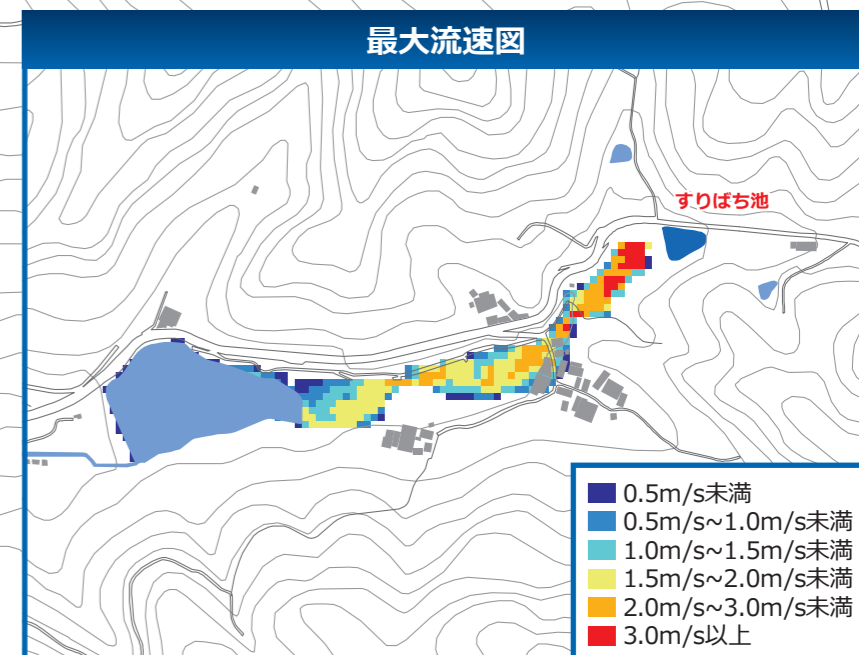 最大流速図
すりばち池
0.5m/s未満
0.5m/s~1.0m/s未満
1.0m/s~1.5m/s未満
1.5m/s~2.0m/s未満
2.0m/s~3.0m/s未満
3.0m/s以上